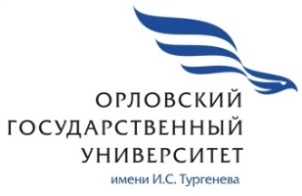 ОРЛОВСКИЙ
ГОСУДАРСТВЕННЫЙ
УНИВЕРСИТЕТ
имени И.С. Тургенева